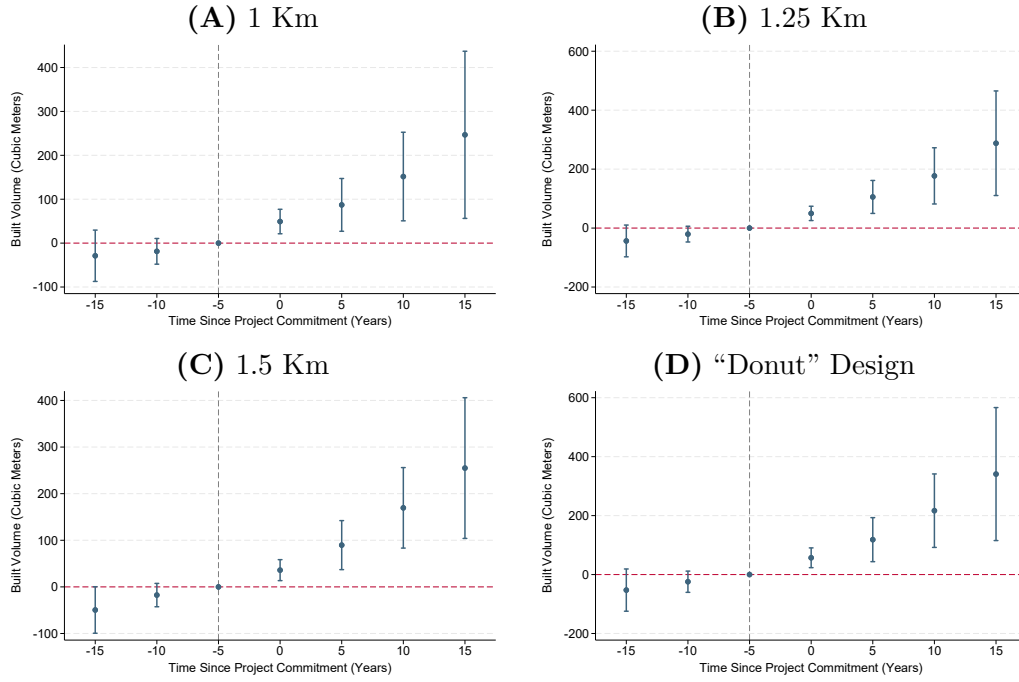 (A) 1 Km
Built Volume (Cubic Meters)
400
300
200
100
0
-100
-15 -10 -5 0 5 10 15
Time Since Project Commitment (Years)
(B) 1.25 Km
Built Volume (Cubic Meters)
600
400
200
0
-200
-15 -10 -5 0 5 10 15
Time Since Project Commitment (Years)
(C) 1.5 Km
Built Volume (Cubic Meters)
400
300
200
100
0
-100
-15 -10 -5 0 5 10 15
Time Since Project Commitment (Years)
(D) “Donut” Design
Built Volume (Cubic Meters)
600
400
200
0
-200
-15 -10 -5 0 5 10 15
Time Since Project Commitment (Years)